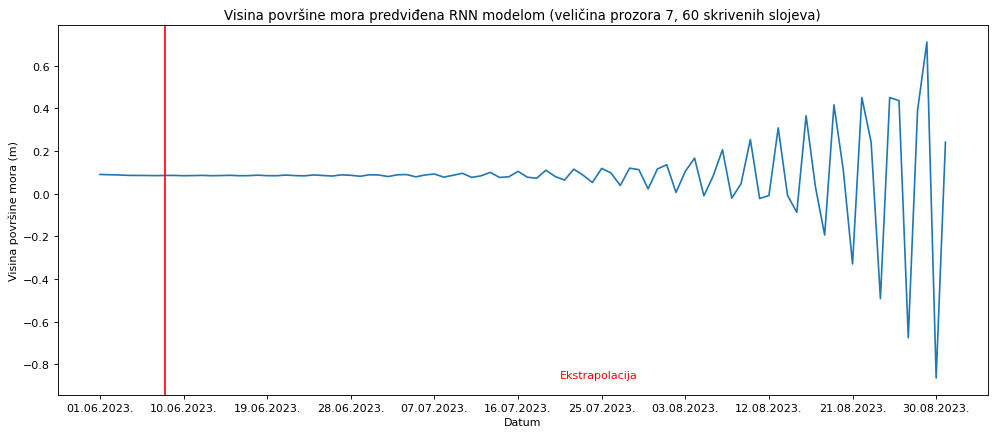 Visina površine mora predviđena RNN modelom (veličina prozora 7, 60 skrivenih slojeva)
Visina površine mora (m)
0.6
0.4
0.2
0.0
−0.2
−0.4
−0.6
−0.8
Ekstrapolacija
01.06.2023. 10.06.2023. 19.06.2023. 28.06.2023. 07.07.2023. 16.07.2023. 25.07.2023. 03.08.2023. 12.08.2023. 21.08.2023. 30.08.2023.
Datum